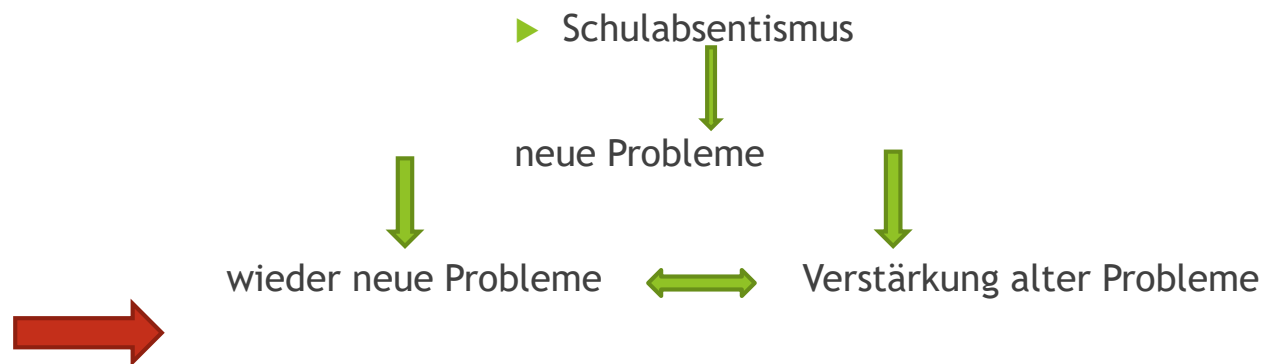 Schulabsentismus
neue Probleme
wieder neue Probleme
Verstärkung alter Probleme